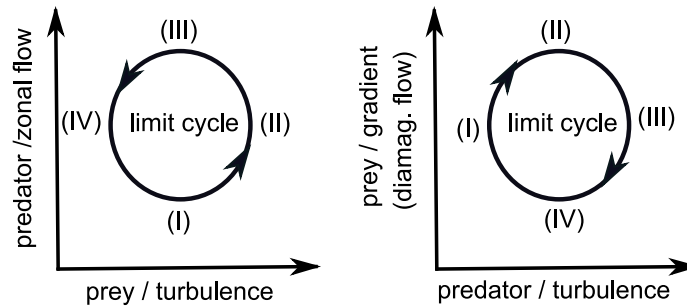 (III)
predator /zonal flow
(IV)
limit cycle
(II)
(I)
prey / turbulence
(II)
prey / gradient
(diamag. flow)
(I)
limit cycle
(III)
(IV)
predator / turbulence